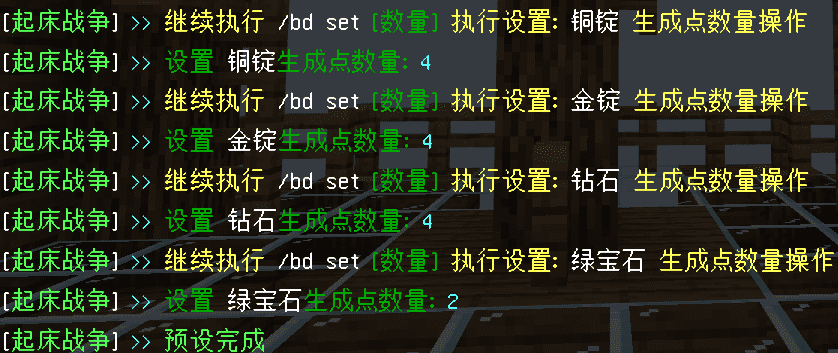 [起床战争] >> 继续执行 /bd set [数量] 执行设置: 铜锭 生成点数量操作
[起床战争] >> 设置 铜锭生成点数量: 4
[起床战争] >> 继续执行 /bd set [数量] 执行设置: 金锭 生成点数量操作
[起床战争] >> 设置 金锭生成点数量: 4
[起床战争] >> 继续执行 /bd set [数量] 执行设置: 钻石 生成点数量操作
[起床战争] >> 设置 钻石生成点数量: 4
[起床战争] >> 继续执行 /bd set [数量] 执行设置: 绿宝石 生成点数量操作
[起床战争] >> 设置 绿宝石生成点数量: 2
[起床战争] >> 预设完成